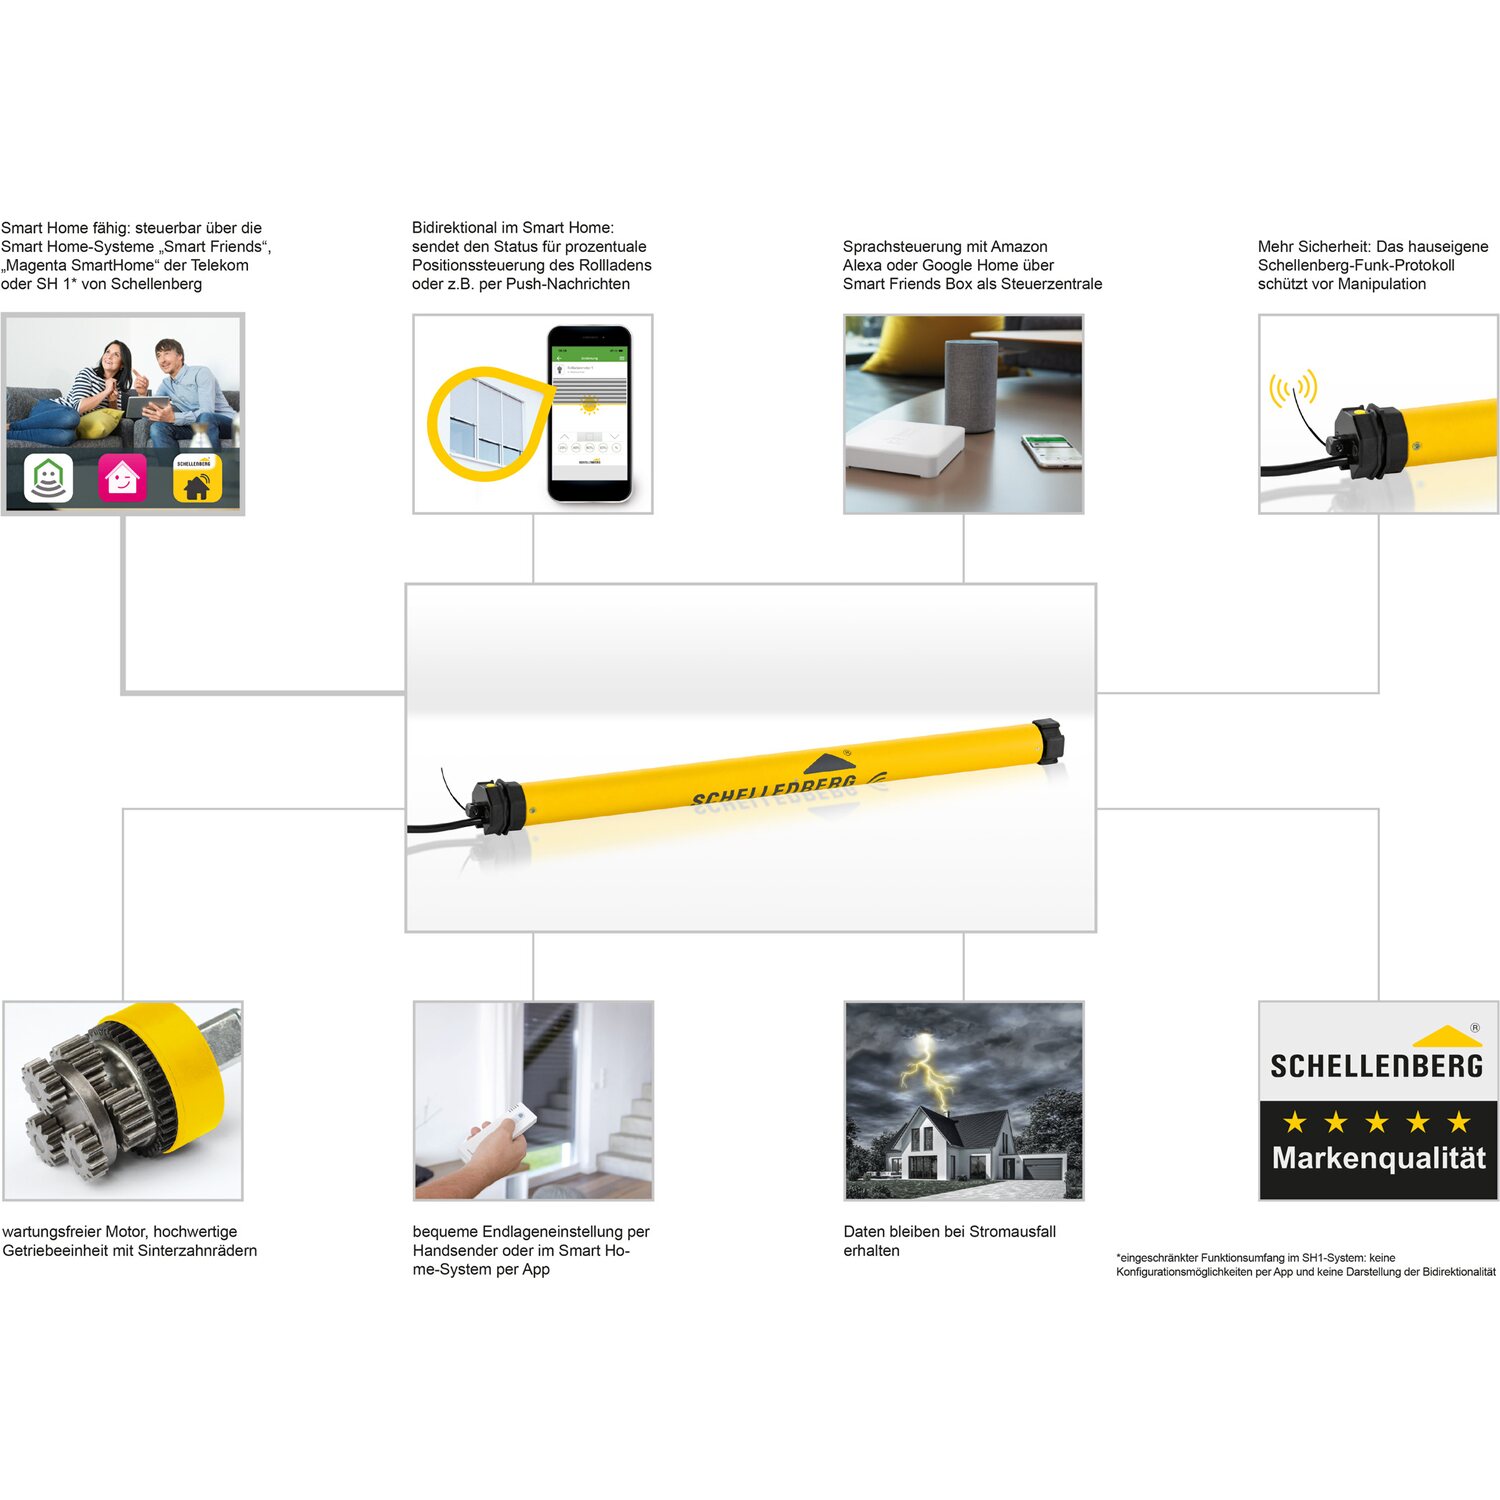 Smart Home fähig: steuerbar über die
Smart Home-Systeme „Smart Friends“,
„Magenta SmartHome“ der Telekom
oder SH 1* von Schellenberg
Bidirektional im Smart Home:
sendet den Status für prozentuale
Positionssteuerung des Rollladens
oder z.B. per Push-Nachrichten
Sprachsteuerung mit Amazon
Alexa oder Google Home über
Smart Friends Box als Steuerzentrale
Mehr Sicherheit: Das hauseigene
Schellenberg-Funk-Protokoll
schützt vor Manipulation
SCHELLENBERG
SCHELLENBERG
SCHELLENBERG
®
SCHELLENBERG
®
Markenqualität
wartungsfreier Motor, hochwertige
Getriebeeinheit mit Sinterzahnrädern
bequeme Endlageneinstellung per
Handsender oder im Smart Ho-
me-System per App
Daten bleiben bei Stromausfall
erhalten
*eingeschränkter Funktionsumfang im SH1-System: keine
Konfigurationsmöglichkeiten per App und keine Darstellung der Bidirektionalität